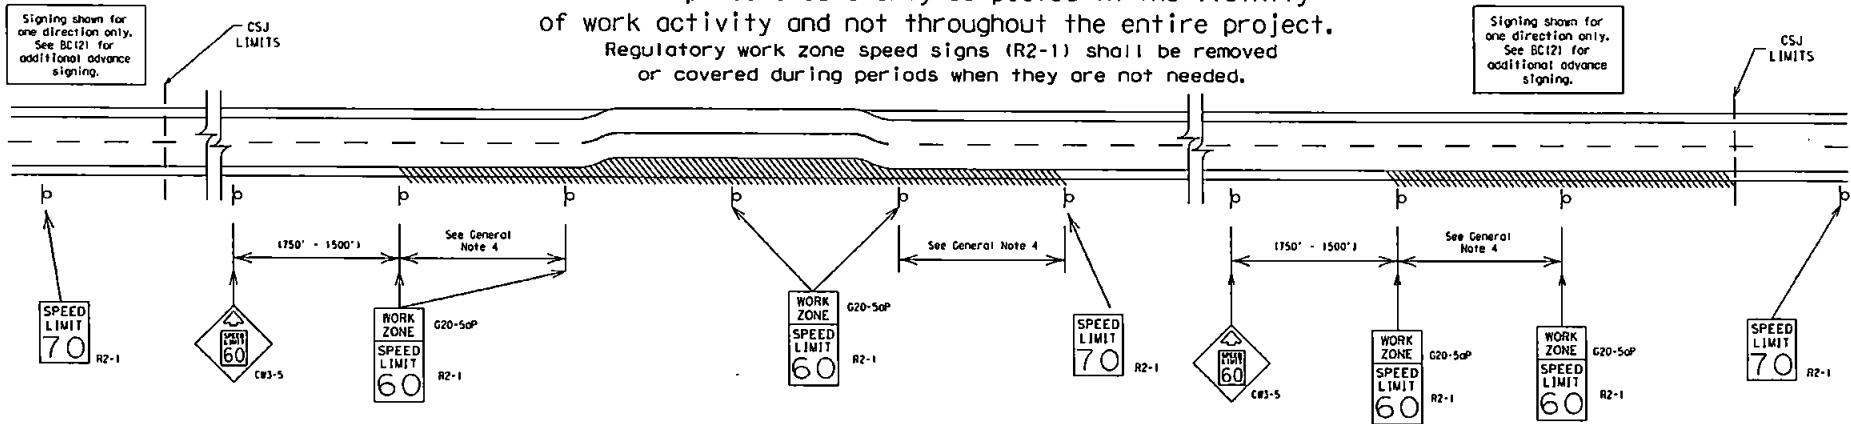 of work activity and not throughout the entire project.
Regulatory work zone speed signs (R2-1) shall be removed
or covered during periods when they are not needed.
Signing shown for
one direction only.
See BC(2) for
additional advance
signing.
CSJ
LIMITS
Signing shown for
one direction only.
See BC(2) for
additional advance
signing.
CSJ
LIMITS
(750' - 1500')
See General
Note 4
See General Note 4
(750' - 1500')
See General
Note 4
SPEED
LIMIT
70
R2-1
SPEED
LIMIT
60
CW3-5
WORK
ZONE
G20-5aP
SPEED
LIMIT
60
R2-1
WORK
ZONE
G20-5aP
SPEED
LIMIT
60
R2-1
SPEED
LIMIT
70
R2-1
SPEED
LIMIT
60
CW3-5
WORK
ZONE
G20-5aP
SPEED
LIMIT
60
R2-1
WORK
ZONE
G20-5aP
SPEED
LIMIT
60
R2-1
SPEED
LIMIT
70
R2-1